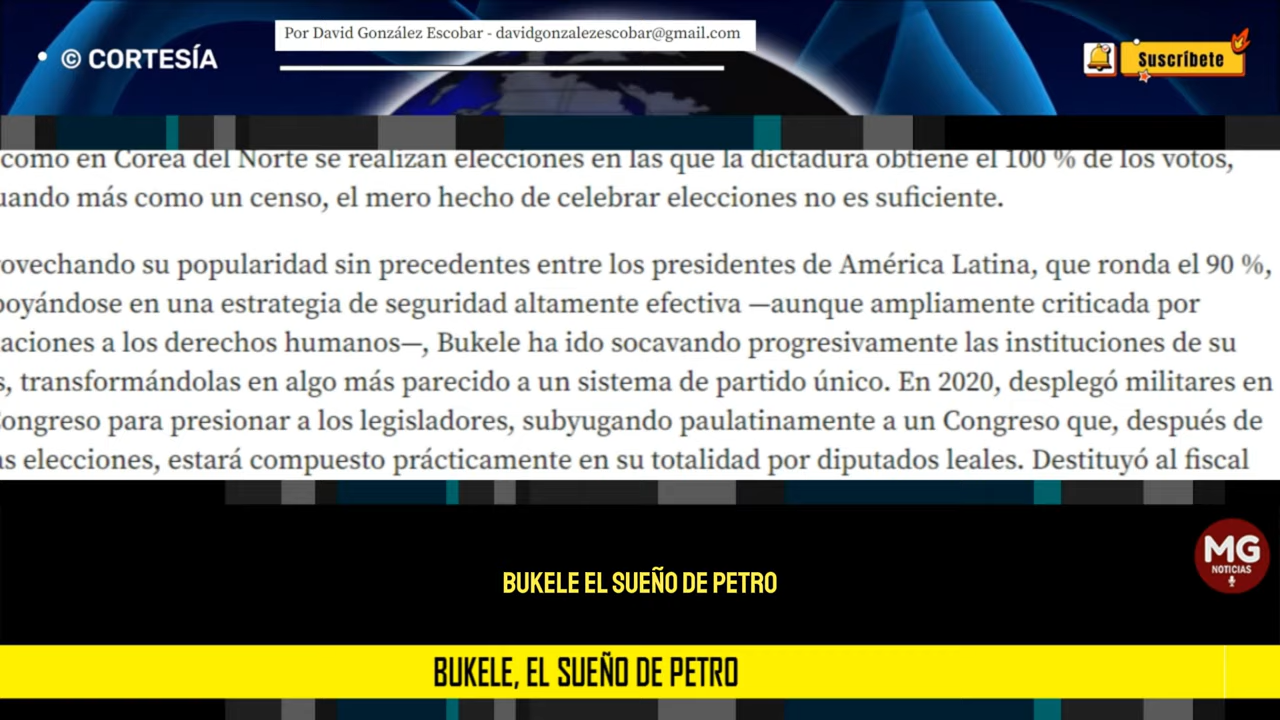 Por David González Escobar - davidgonzalezescobar@gmail.com
• © CORTESÍA
Suscríbete
como en Corea del Norte se realizan elecciones en las que la dictadura obtiene el 100 % de los votos,
uando más como un censo, el mero hecho de celebrar elecciones no es suficiente.
rovechando su popularidad sin precedentes entre los presidentes de América Latina, que ronda el 90 %,
poyándose en una estrategia de seguridad altamente efectiva —aunque ampliamente criticada por
aciones a los derechos humanos—, Bukele ha ido socavando progresivamente las instituciones de su
s, transformándolas en algo más parecido a un sistema de partido único. En 2020, desplegó militares en
Congreso para presionar a los legisladores, subyugando paulatinamente a un Congreso que, después de
as elecciones, estará compuesto prácticamente en su totalidad por diputados leales. Destituyó al fiscal
MG
NOTICIAS
BUKELE EL SUEÑO DE PETRO
BUKELE, EL SUEÑO DE PETRO